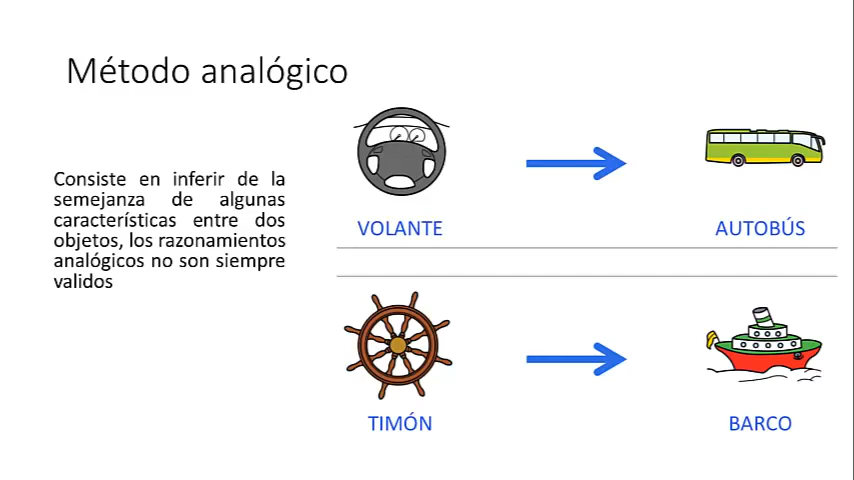 Método analógico
Consiste en inferir de la
semejanza de algunas
características entre dos
objetos, los razonamientos
analógicos no son siempre
validos
VOLANTE
AUTOBÚS
TIMÓN
BARCO